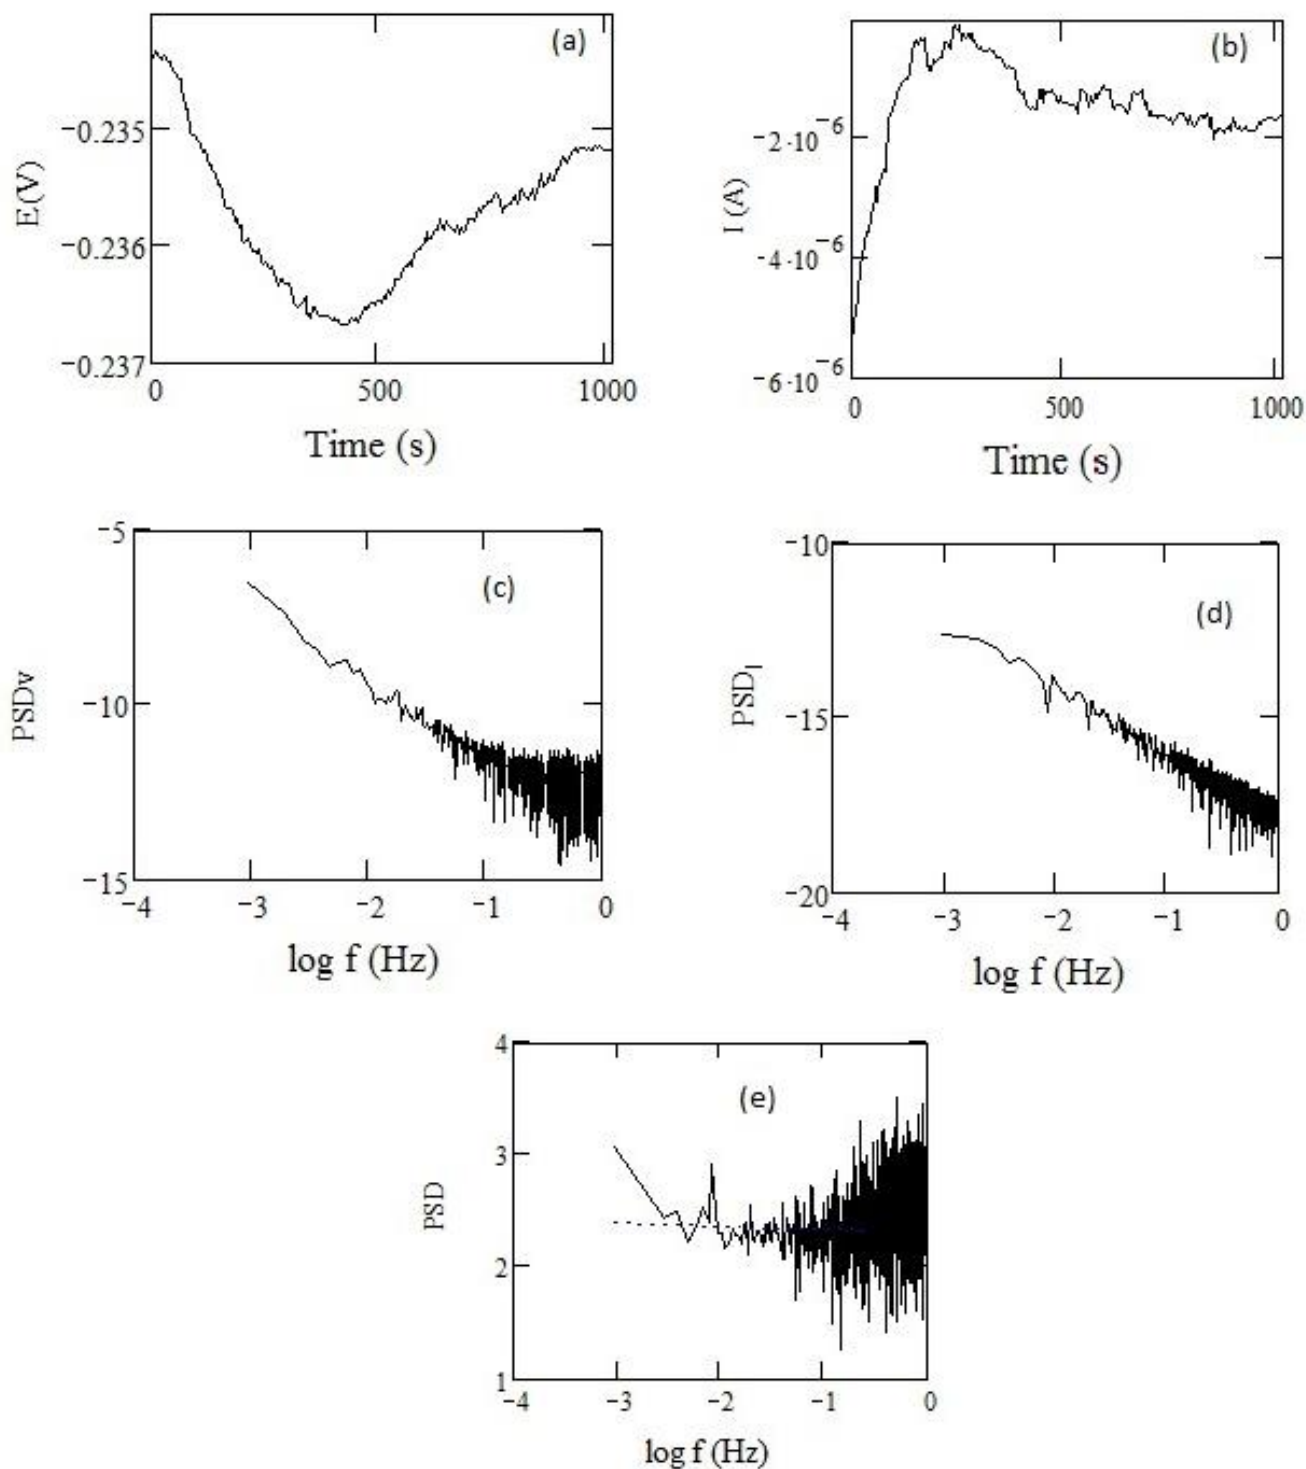 (a)
E(V)
−0.235
−0.236
−0.237
0 500 1000
Time (s)
(b)
I (A)
−2·10⁻⁶
−4·10⁻⁶
−6·10⁻⁶
0 500 1000
Time (s)
(c)
PSDv
−5
−10
−15
−4 −3 −2 −1 0
log f (Hz)
(d)
PSD_I
−10
−15
−20
−4 −3 −2 −1 0
log f (Hz)
(e)
PSD
4
3
2
1
−4 −3 −2 −1 0
log f (Hz)